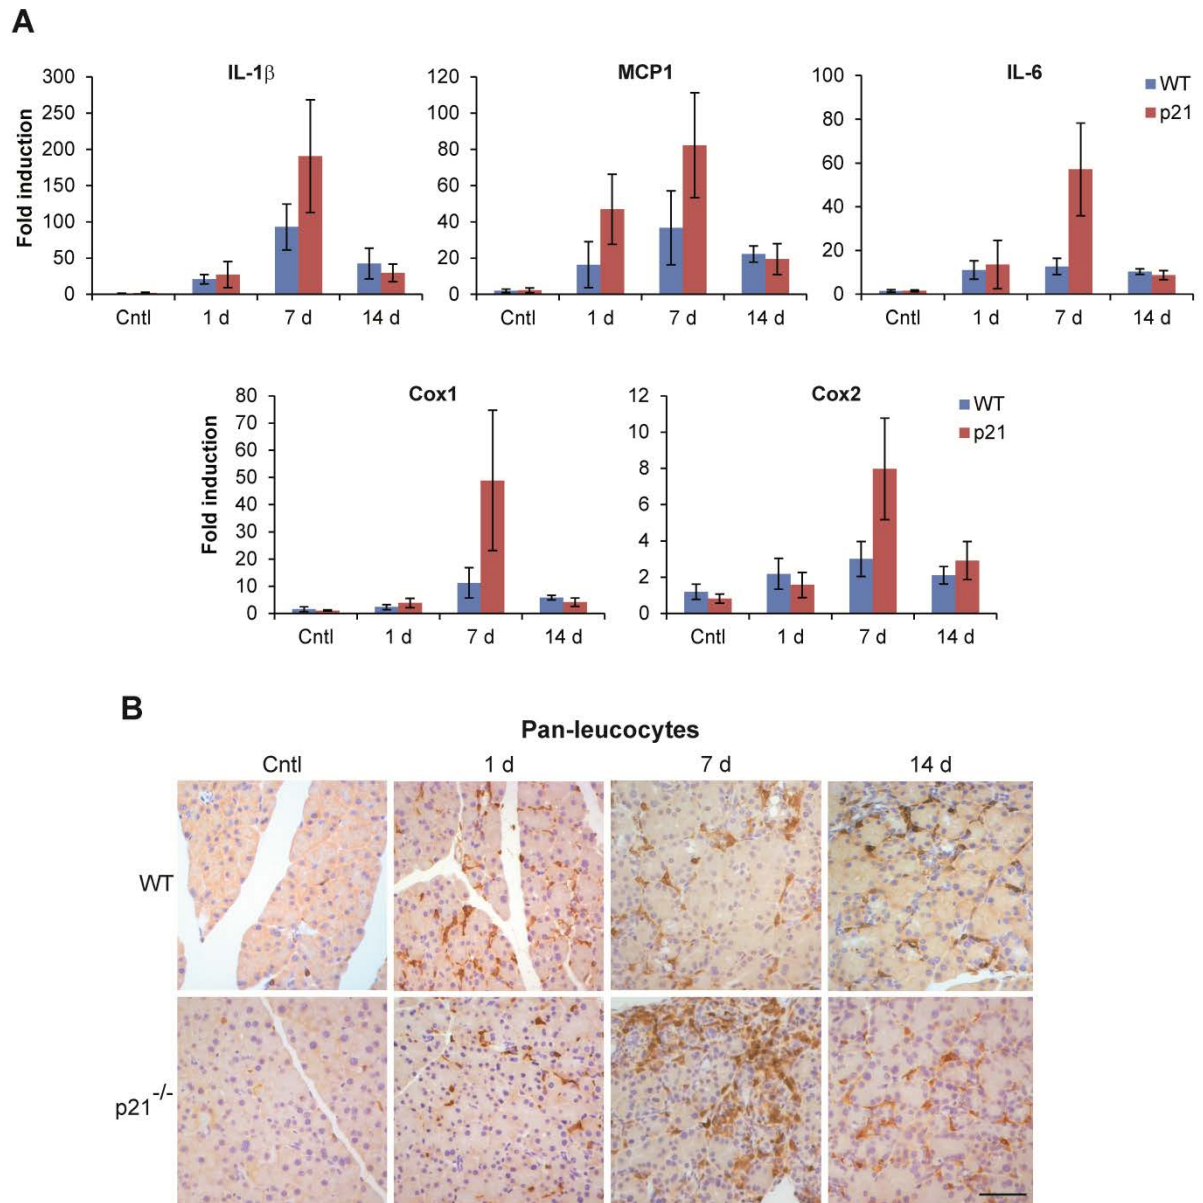 A
IL-1β
MCP1
IL-6
WT
p21
Fold induction
300
250
200
150
100
50
0
Cntl
1 d
7 d
14 d
120
100
80
60
40
20
0
Cntl
1 d
7 d
14 d
100
80
60
40
20
0
Cntl
1 d
7 d
14 d
Cox1
Cox2
WT
p21
Fold induction
80
70
60
50
40
30
20
10
0
Cntl
1 d
7 d
14 d
12
10
8
6
4
2
0
Cntl
1 d
7 d
14 d
B
Pan-leucocytes
Cntl
1 d
7 d
14 d
WT
p21-/-